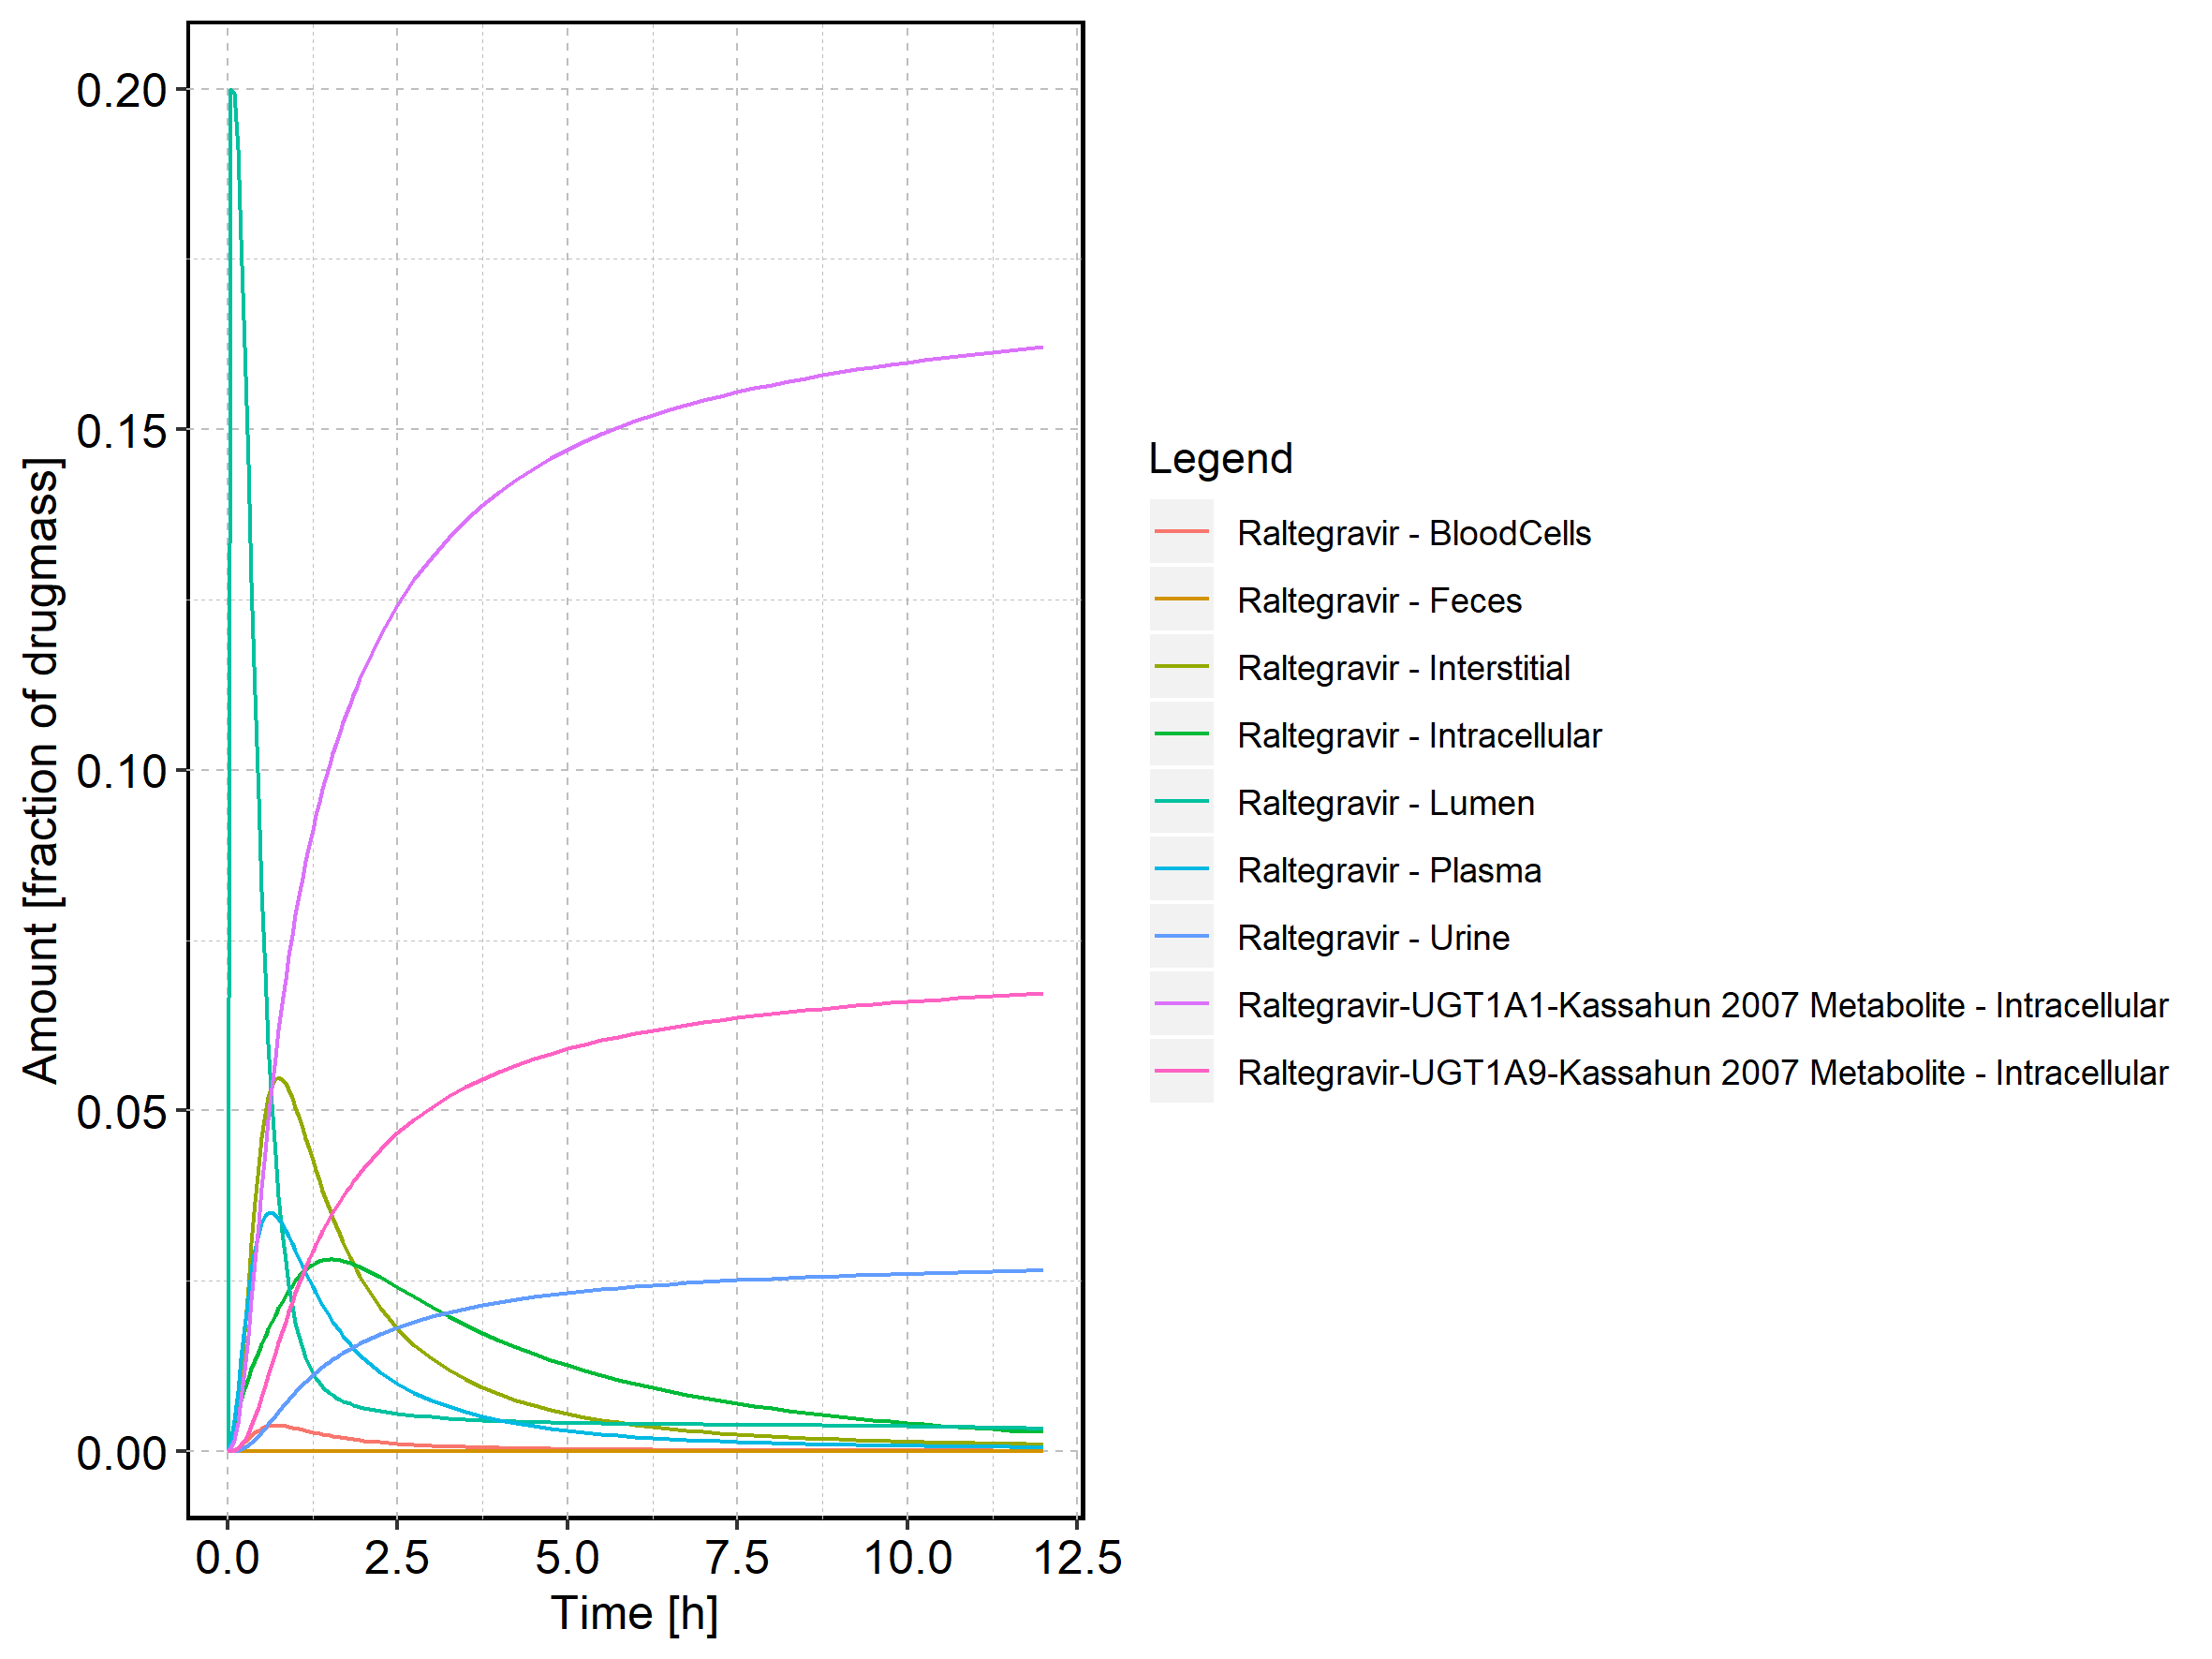 0.20
0.15
0.10
0.05
0.00
Amount [fraction of drugmass]
0.0 2.5 5.0 7.5 10.0 12.5
Time [h]
Legend
Raltegravir - BloodCells
Raltegravir - Feces
Raltegravir - Interstitial
Raltegravir - Intracellular
Raltegravir - Lumen
Raltegravir - Plasma
Raltegravir - Urine
Raltegravir-UGT1A1-Kassahun 2007 Metabolite - Intracellular
Raltegravir-UGT1A9-Kassahun 2007 Metabolite - Intracellular